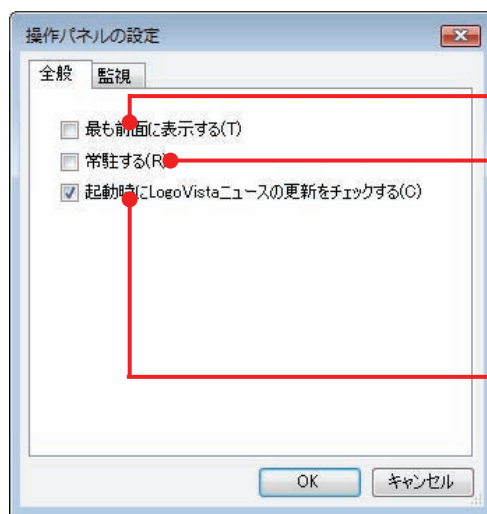 操作パネルの設定
全般 監視
最も前面に表示する(T)
常駐する(R)
起動時にLogoVistaニュースの更新をチェックする(C)
OK キャンセル